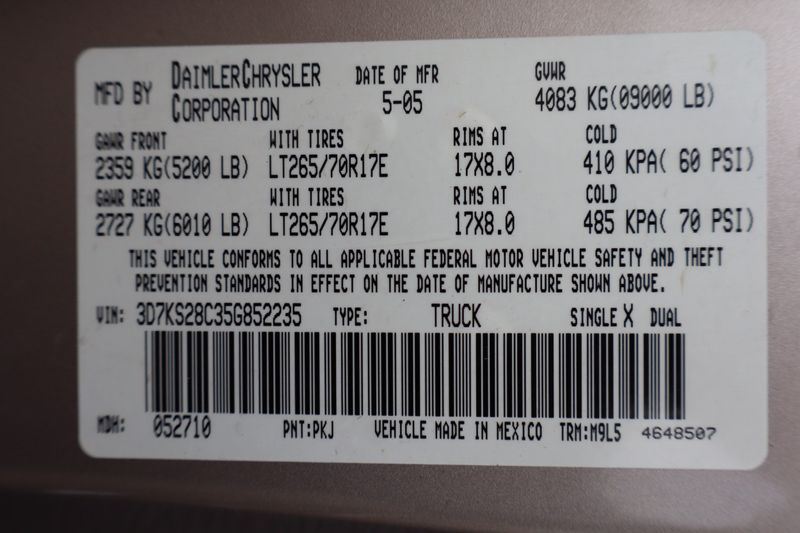 MFD BY DAIMLERCHRYSLER CORPORATION DATE OF MFR 5-05 GVWR 4083 KG(09000 LB)
GAWR FRONT WITH TIRES RIMS AT COLD
2359 KG(5200 LB) LT265/70R17E 17X8.0 410 KPA( 60 PSI)
GAWR REAR WITH TIRES RIMS AT COLD
2727 KG(6010 LB) LT265/70R17E 17X8.0 485 KPA( 70 PSI)
THIS VEHICLE CONFORMS TO ALL APPLICABLE FEDERAL MOTOR VEHICLE SAFETY AND THEFT
PREVENTION STANDARDS IN EFFECT ON THE DATE OF MANUFACTURE SHOWN ABOVE.
VIN: 3D7KS28C35G852235 TYPE: TRUCK SINGLE X DUAL
MDH: 052710 PNT:PKJ VEHICLE MADE IN MEXICO TRM:M9L5 4648507